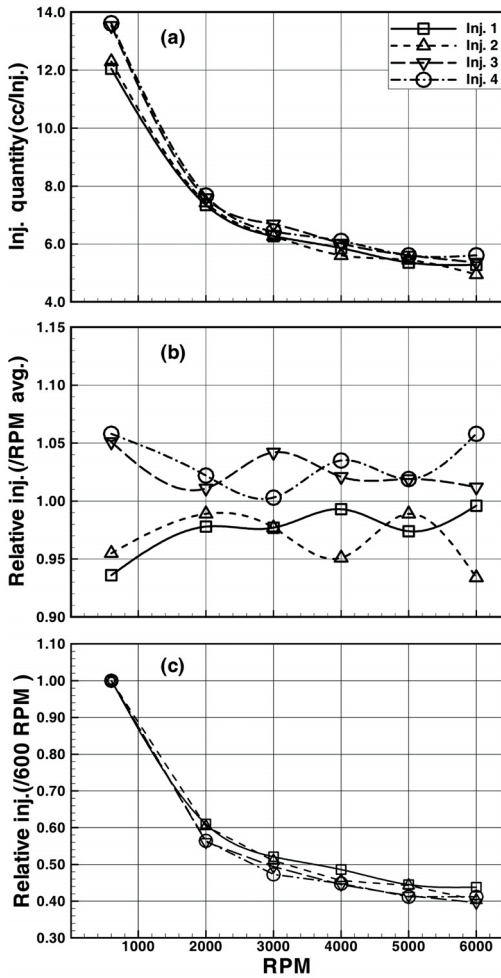 (a)
Inj. 1
Inj. 2
Inj. 3
Inj. 4
Inj. quantity(cc/Inj.)
14.0
12.0
10.0
8.0
6.0
4.0
(b)
Relative inj.(/RPM avg.)
1.15
1.10
1.05
1.00
0.95
0.90
(c)
Relative inj.(/600 RPM)
1.10
1.00
0.90
0.80
0.70
0.60
0.50
0.40
0.30
1000 2000 3000 4000 5000 6000
RPM